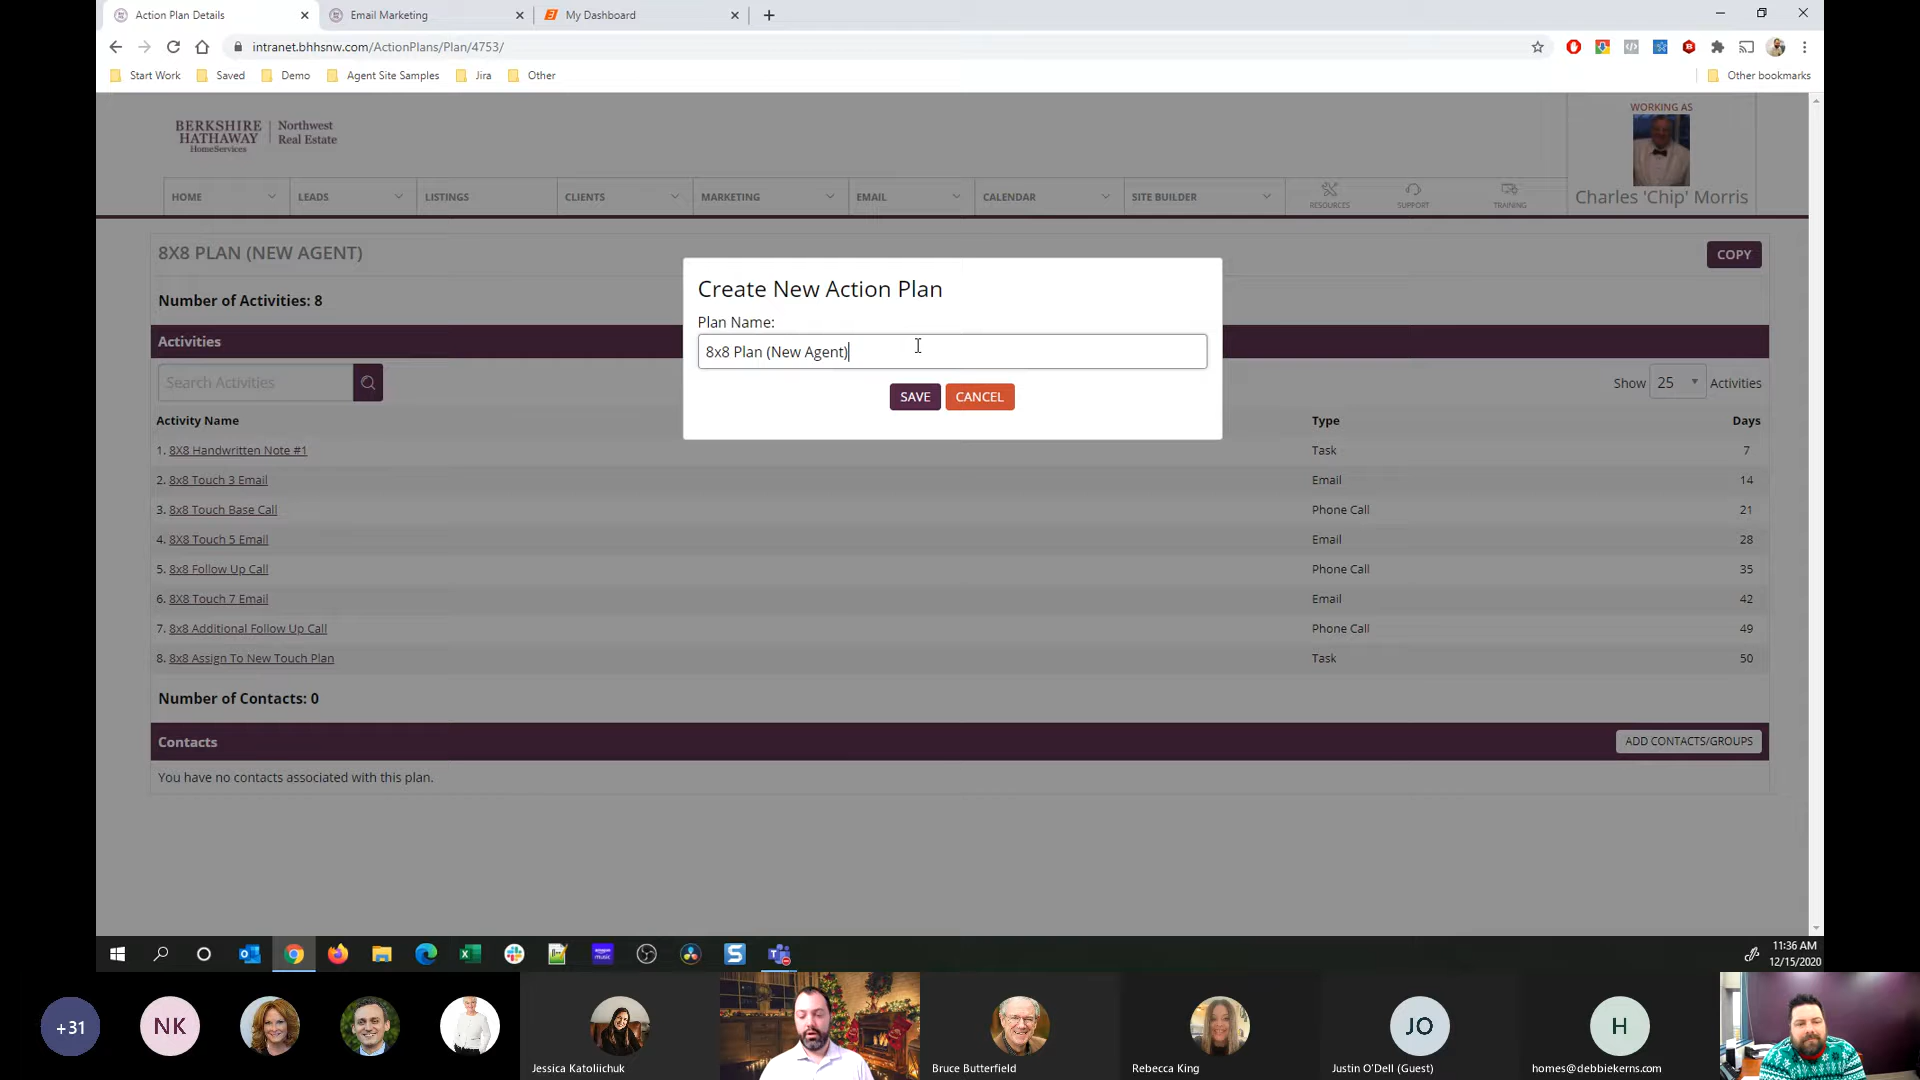 Action Plan Details
Email Marketing
My Dashboard
intranet.bhhsnw.com/ActionPlans/Plan/4753/
Start Work
Saved
Demo
Agent Site Samples
Jira
Other
Other bookmarks
BERKSHIRE
HATHAWAY
HomeServices
Northwest
Real Estate
WORKING AS
Charles 'Chip' Morris
HOME
LEADS
LISTINGS
CLIENTS
MARKETING
EMAIL
CALENDAR
SITE BUILDER
RESOURCES
SUPPORT
TRAINING
8X8 PLAN (NEW AGENT)
COPY
Number of Activities: 8
Create New Action Plan
Plan Name:
8x8 Plan (New Agent)
SAVE
CANCEL
Activities
Search Activities
Show 25 Activities
Activity Name Type Days
1. 8X8 Handwritten Note #1 Task 7
2. 8x8 Touch 3 Email Email 14
3. 8x8 Touch Base Call Phone Call 21
4. 8X8 Touch 5 Email Email 28
5. 8x8 Follow Up Call Phone Call 35
6. 8X8 Touch 7 Email Email 42
7. 8x8 Additional Follow Up Call Phone Call 49
8. 8x8 Assign To New Touch Plan Task 50
Number of Contacts: 0
Contacts
ADD CONTACTS/GROUPS
You have no contacts associated with this plan.
11:36 AM
12/15/2020
+31
NK
JO
H
Jessica Katoliichuk
Bruce Butterfield
Rebecca King
Justin O'Dell (Guest)
homes@debbiekerns.com